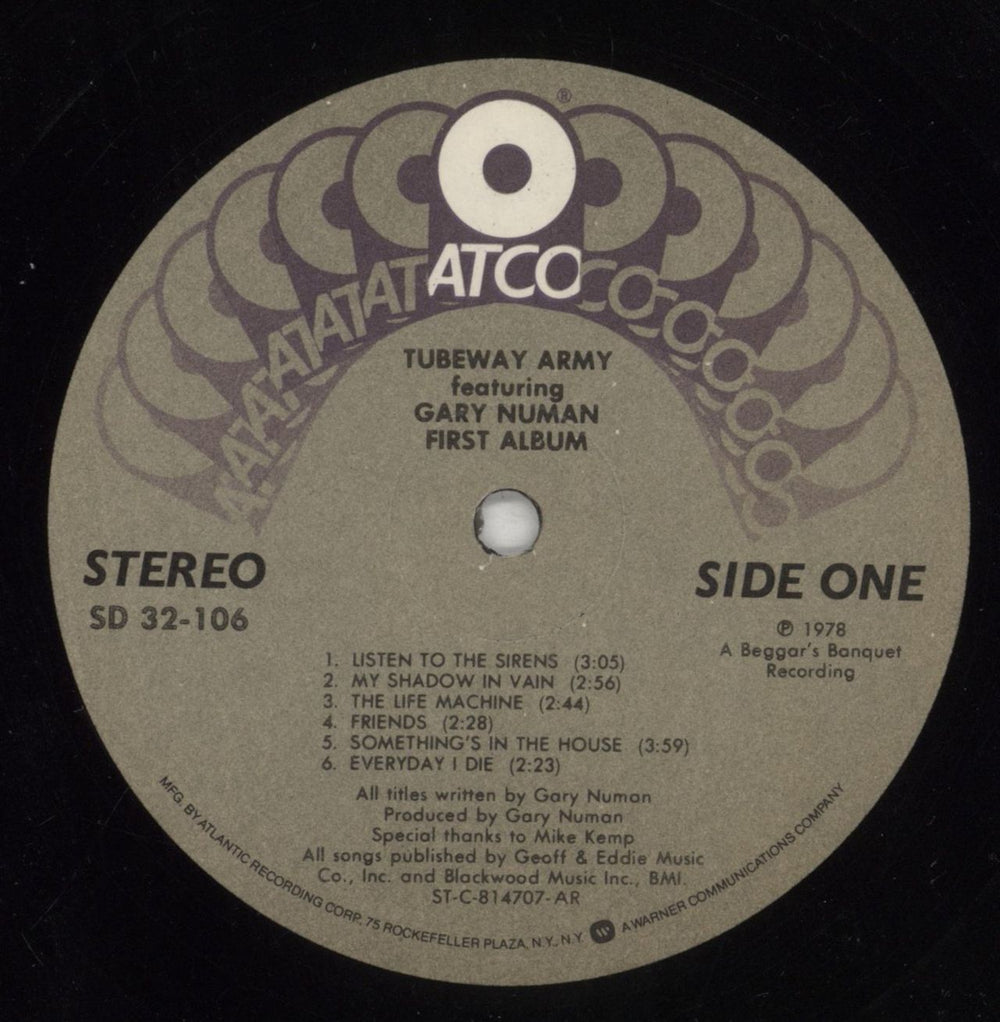 ®
ATATATATATATCOCOCOCOCOCO
TUBEWAY ARMY
featuring
GARY NUMAN
FIRST ALBUM
STEREO
SD 32-106
SIDE ONE
℗ 1978
A Beggar's Banquet
Recording
1. LISTEN TO THE SIRENS (3:05)
2. MY SHADOW IN VAIN (2:56)
3. THE LIFE MACHINE (2:44)
4. FRIENDS (2:28)
5. SOMETHING'S IN THE HOUSE (3:59)
6. EVERYDAY I DIE (2:23)
All titles written by Gary Numan
Produced by Gary Numan
Special thanks to Mike Kemp
All songs published by Geoff & Eddie Music
Co., Inc. and Blackwood Music Inc., BMI.
ST-C-814707-AR
MFG. BY ATLANTIC RECORDING CORP., 75 ROCKEFELLER PLAZA, N.Y., N.Y. W A WARNER COMMUNICATIONS COMPANY